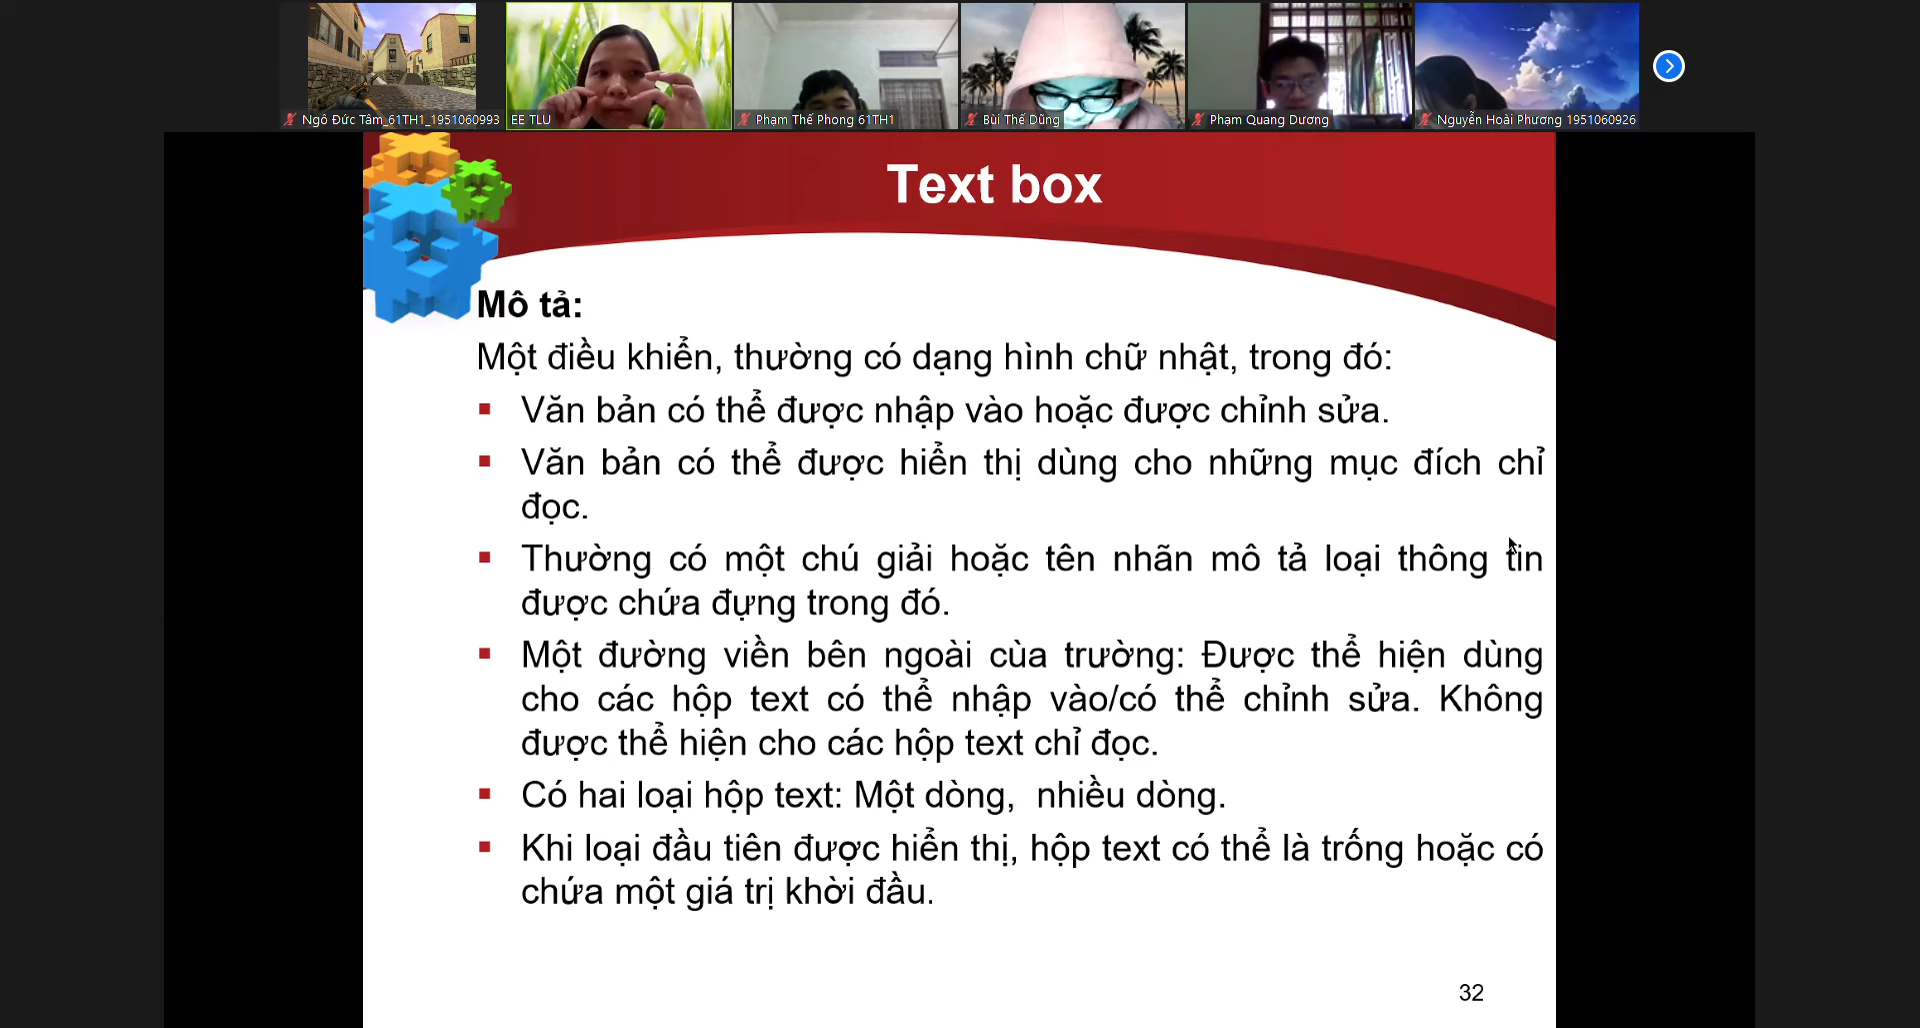 Ngô Đức Tâm_61TH1_1951060993
EE TLU
Phạm Thế Phong 61TH1
Bùi Thế Dũng
Phạm Quang Dương
Nguyễn Hoài Phương 1951060926
Text box
Mô tả:
Một điều khiển, thường có dạng hình chữ nhật, trong đó:
Văn bản có thể được nhập vào hoặc được chỉnh sửa.
Văn bản có thể được hiển thị dùng cho những mục đích chỉ
đọc.
Thường có một chú giải hoặc tên nhãn mô tả loại thông tin
được chứa đựng trong đó.
Một đường viền bên ngoài cùa trường: Được thể hiện dùng
cho các hộp text có thể nhập vào/có thể chỉnh sửa. Không
được thể hiện cho các hộp text chỉ đọc.
Có hai loại hộp text: Một dòng, nhiều dòng.
Khi loại đầu tiên được hiển thị, hộp text có thể là trống hoặc có
chứa một giá trị khời đầu.
32